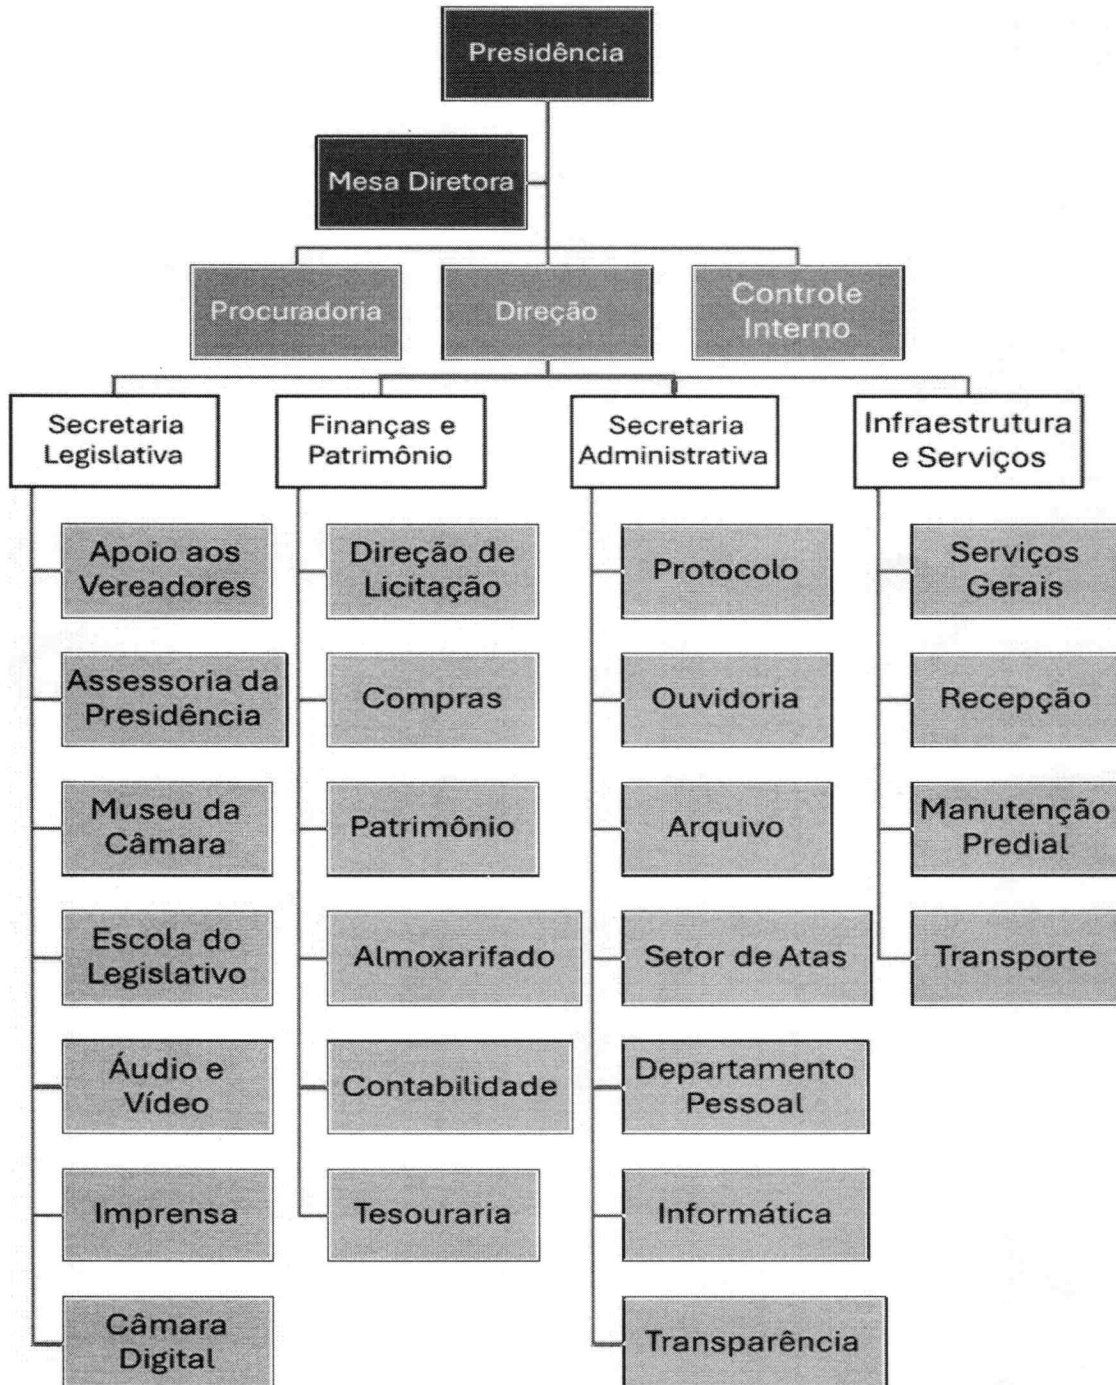 Presidência
Mesa Diretora
Procuradoria
Direção
Controle
Interno
Secretaria
Legislativa
Finanças e
Patrimônio
Secretaria
Administrativa
Infraestrutura
e Serviços
Apoio aos
Vereadores
Assessoria da
Presidência
Museu da
Câmara
Escola do
Legislativo
Áudio e
Vídeo
Imprensa
Câmara
Digital
Direção de
Licitação
Compras
Patrimônio
Almoxarifado
Contabilidade
Tesouraria
Protocolo
Ouvidoria
Arquivo
Setor de Atas
Departamento
Pessoal
Informática
Transparência
Serviços
Gerais
Recepção
Manutenção
Predial
Transporte